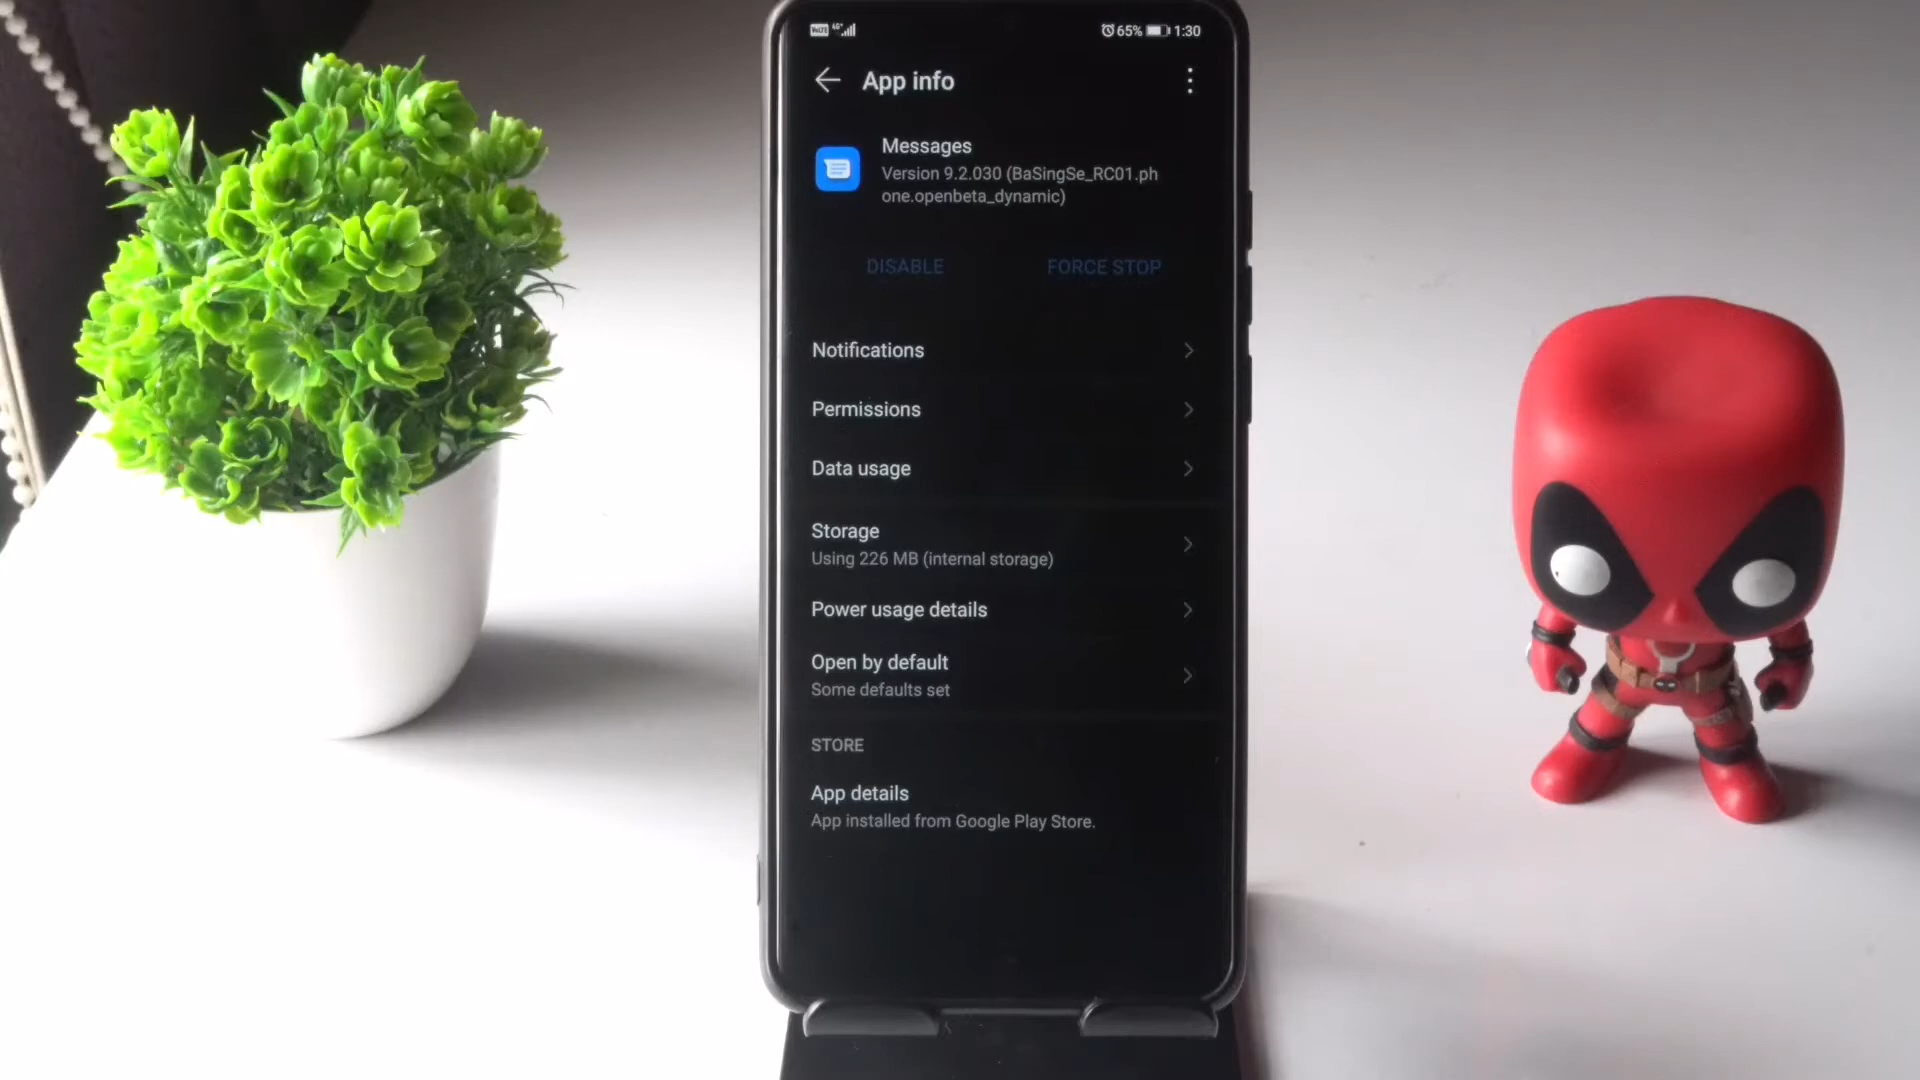 VoLTE 4G+ 65% 1:30
App info
Messages
Version 9.2.030 (BaSingSe_RC01.ph
one.openbeta_dynamic)
DISABLE FORCE STOP
Notifications
Permissions
Data usage
Storage
Using 226 MB (internal storage)
Power usage details
Open by default
Some defaults set
STORE
App details
App installed from Google Play Store.